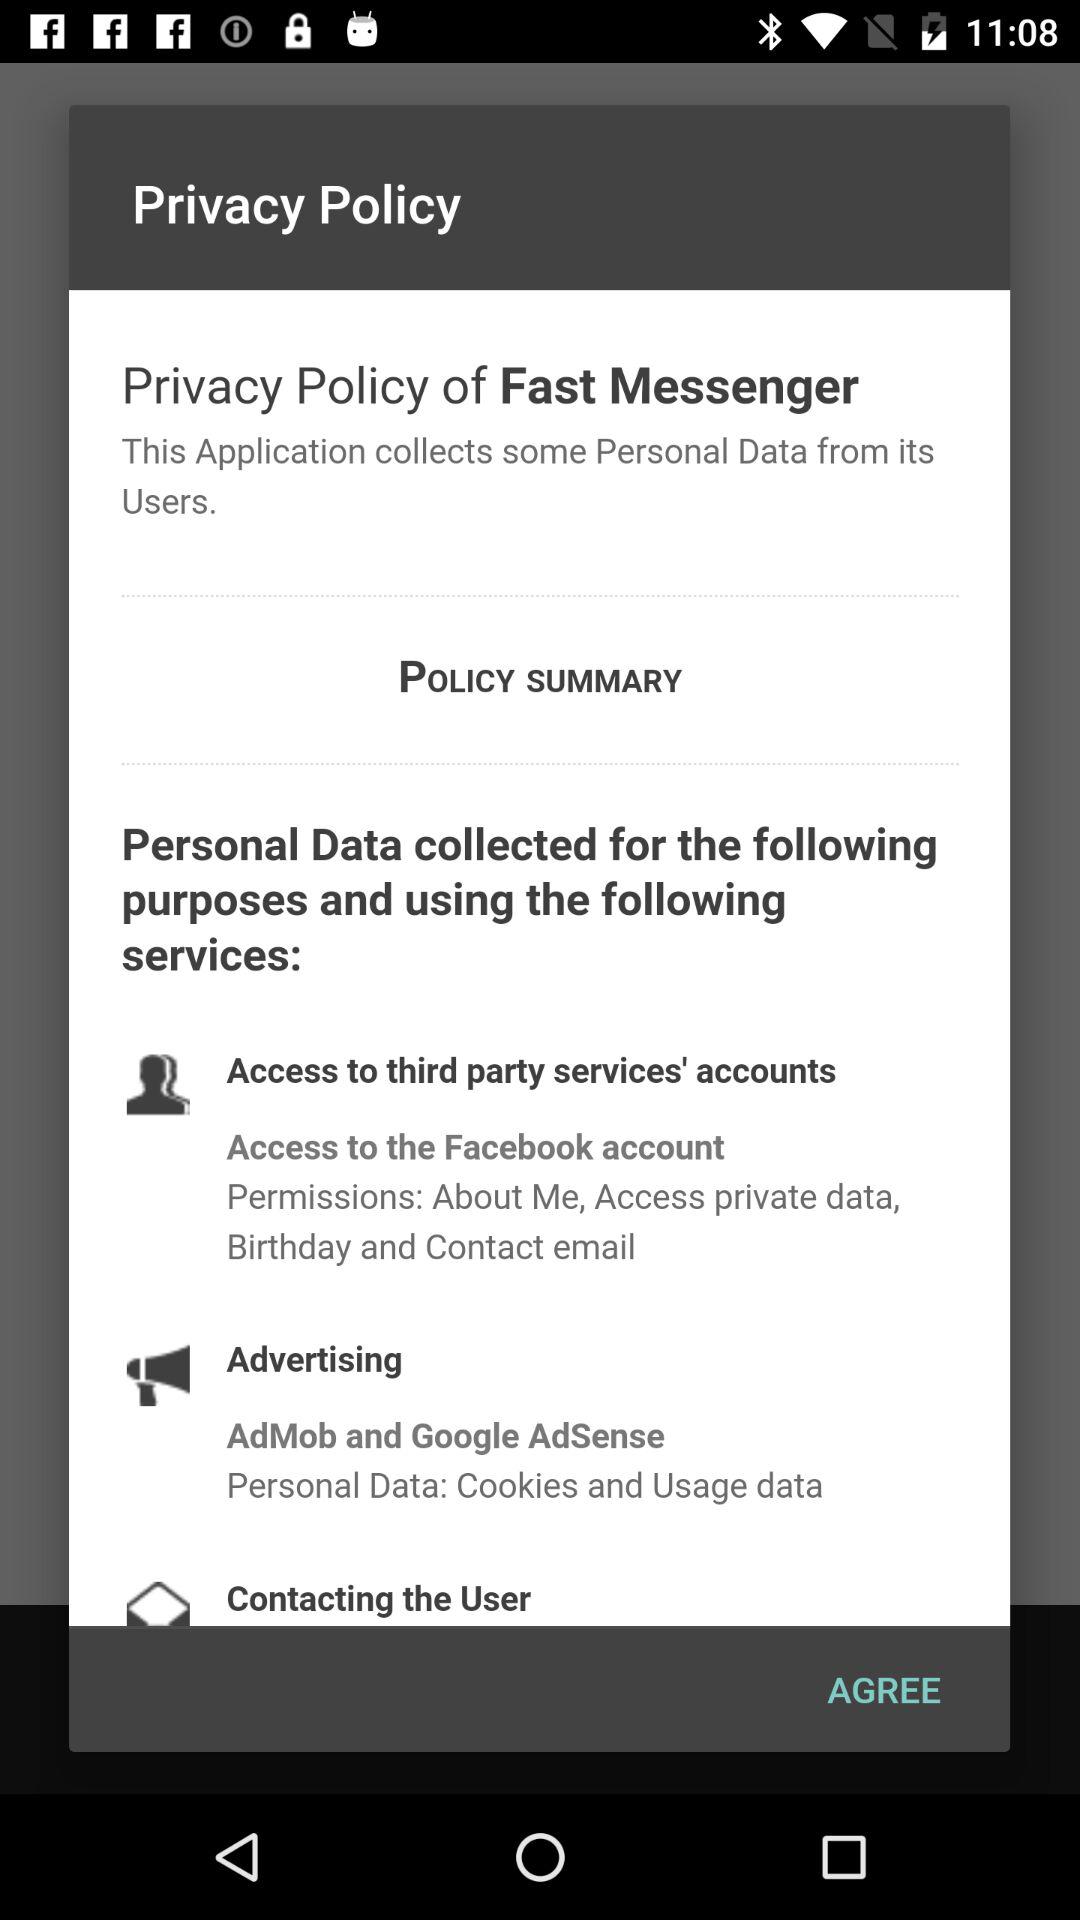 11:08
Privacy Policy
Privacy Policy of Fast Messenger
This Application collects some Personal Data from its
Users.
Policy summary
Personal Data collected for the following
purposes and using the following
services:
Access to third party services' accounts
Access to the Facebook account
Permissions: About Me, Access private data,
Birthday and Contact email
Advertising
AdMob and Google AdSense
Personal Data: Cookies and Usage data
Contacting the User
AGREE